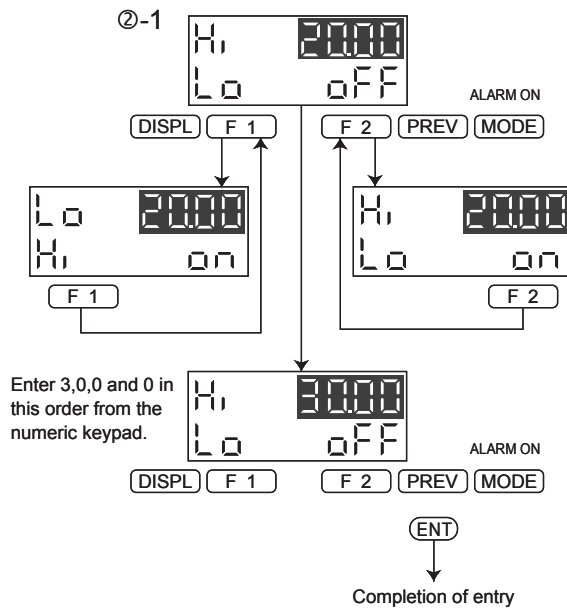 ②-1
Hi 20.00
Lo oFF
ALARM ON
DISPL F 1 F 2 PREV MODE
Lo 20.00
Hi on
F 1
Hi 20.00
Lo on
F 2
Enter 3,0,0 and 0 in
this order from the
numeric keypad.
Hi 30.00
Lo oFF
ALARM ON
DISPL F 1 F 2 PREV MODE
ENT
Completion of entry